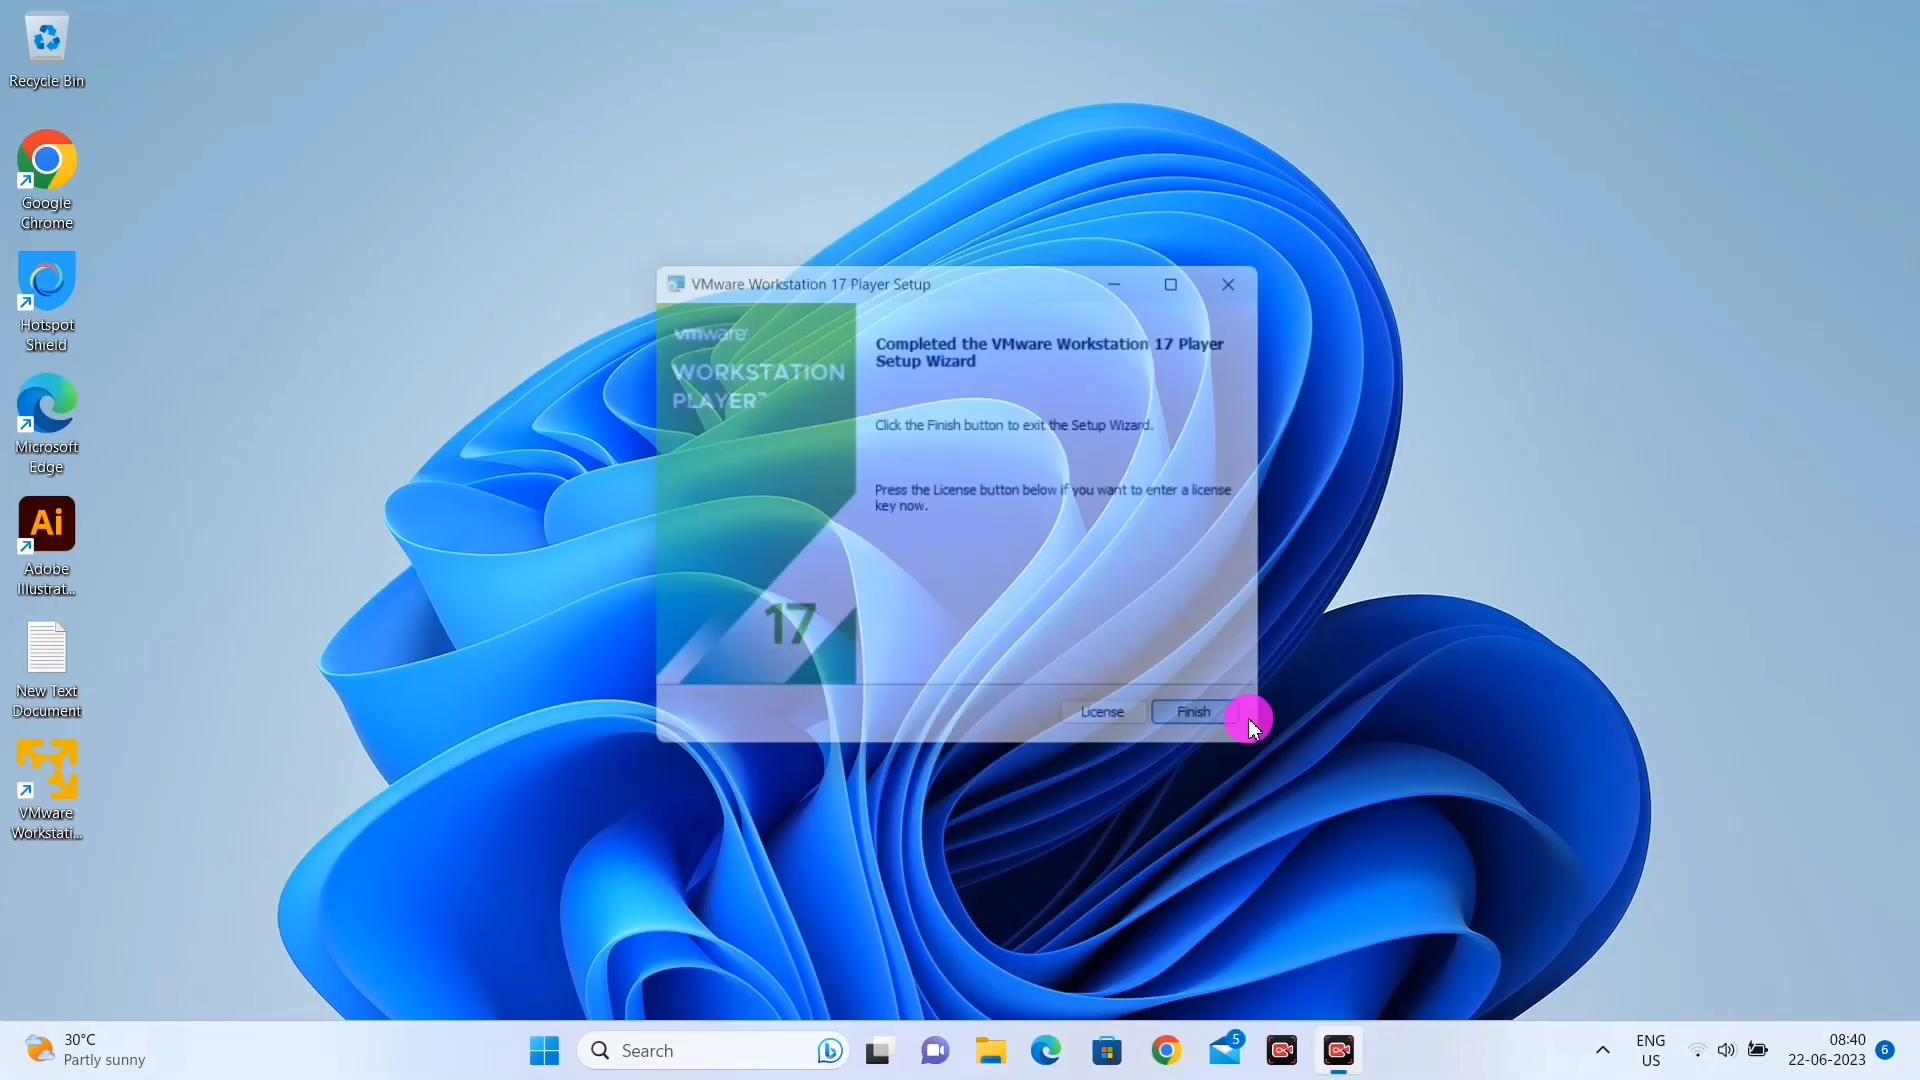 Recycle Bin
Google
Chrome
Hotspot
Shield
Microsoft
Edge
Ai
Adobe
Illustrat...
New Text
Document
VMware
Workstati...
VMware Workstation 17 Player Setup
vmware®
WORKSTATION
PLAYER™
17
Completed the VMware Workstation 17 Player
Setup Wizard
Click the Finish button to exit the Setup Wizard.
Press the License button below if you want to enter a license
key now.
License
Finish
30°C
Partly sunny
Search
5
ENG
US
08:40
22-06-2023
6